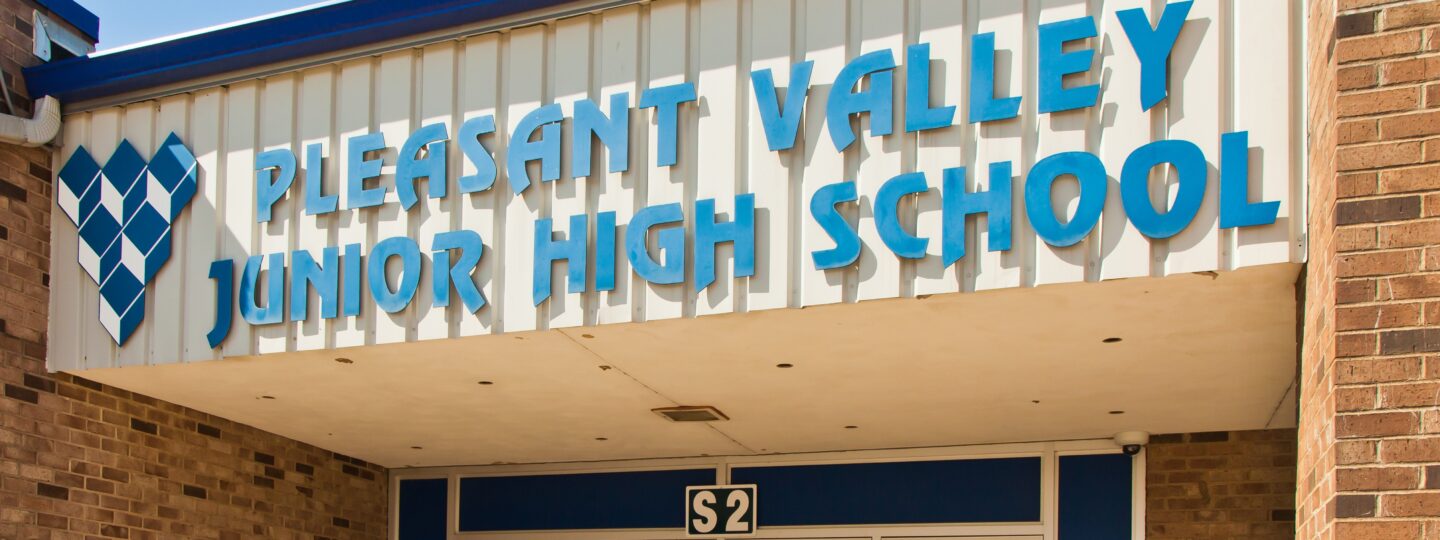 PLEASANT VALLEY
JUNIOR HIGH SCHOOL
S2